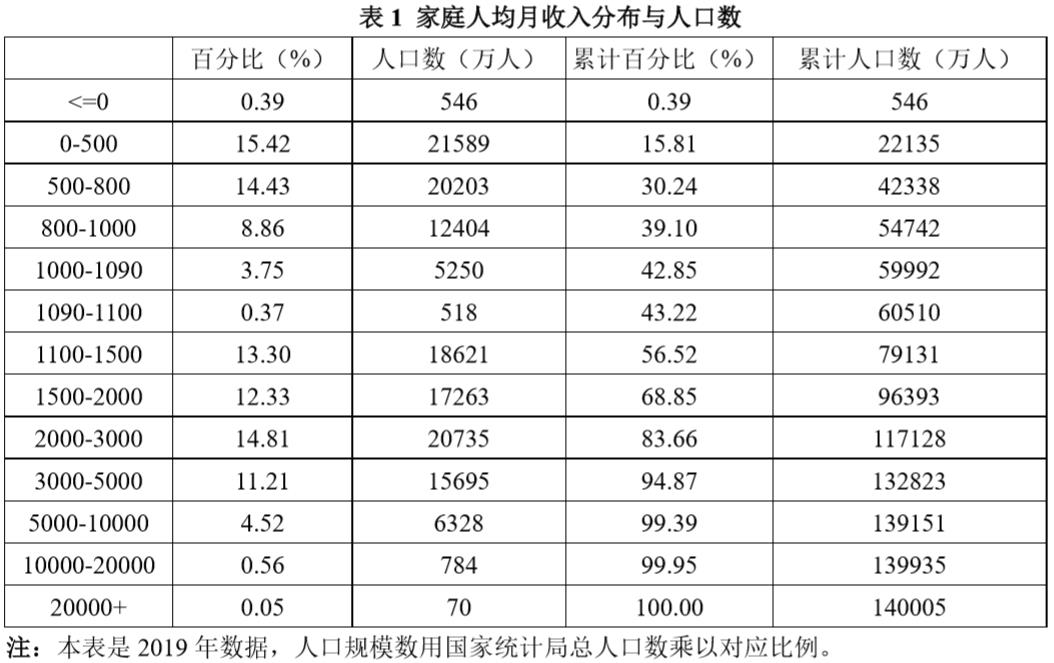 表 1 家庭人均月收入分布与人口数
百分比（%） 人口数（万人） 累计百分比（%） 累计人口数（万人）
<=0 0.39 546 0.39 546
0-500 15.42 21589 15.81 22135
500-800 14.43 20203 30.24 42338
800-1000 8.86 12404 39.10 54742
1000-1090 3.75 5250 42.85 59992
1090-1100 0.37 518 43.22 60510
1100-1500 13.30 18621 56.52 79131
1500-2000 12.33 17263 68.85 96393
2000-3000 14.81 20735 83.66 117128
3000-5000 11.21 15695 94.87 132823
5000-10000 4.52 6328 99.39 139151
10000-20000 0.56 784 99.95 139935
20000+ 0.05 70 100.00 140005
注：本表是 2019 年数据，人口规模数用国家统计局总人口数乘以对应比例。